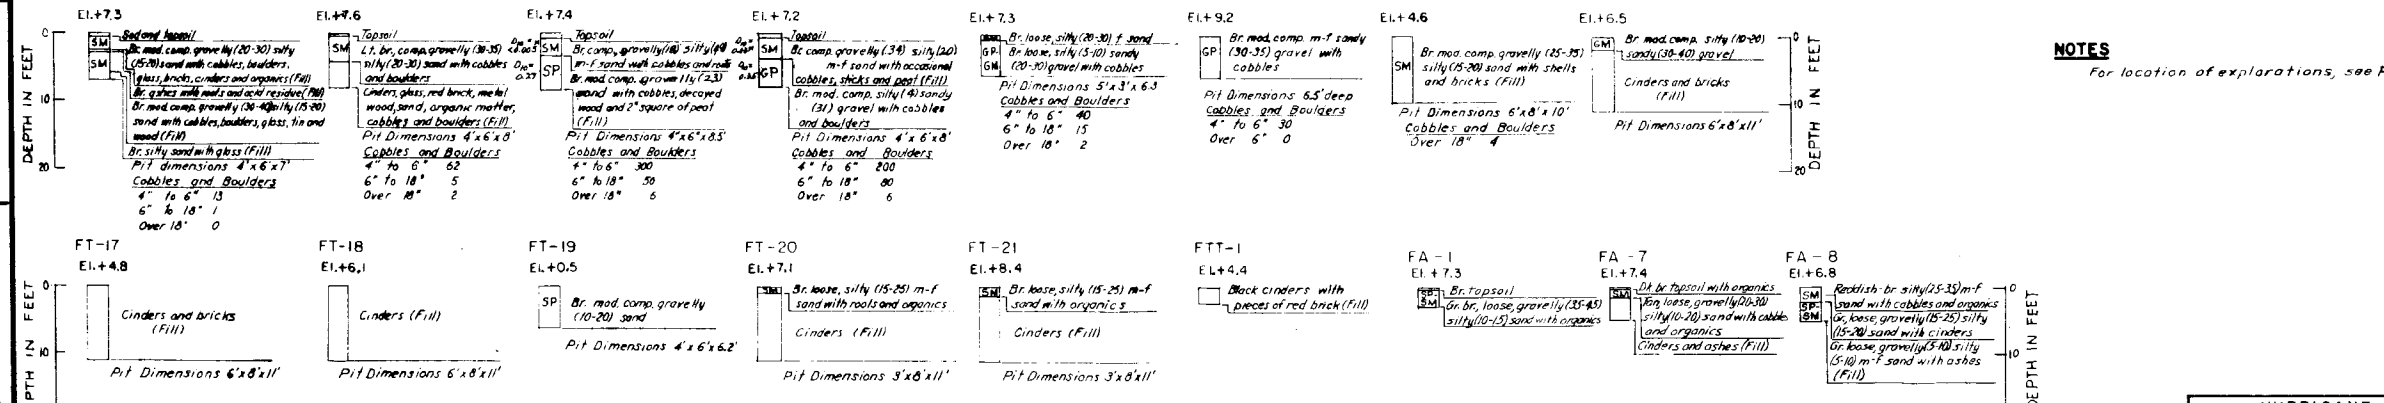 El.+7.3
SM
SM
Sod and topsoil
Br. mod. comp. gravelly (20-30) silty
(15-20) sand with cobbles, boulders,
glass, brick, cinders and organics (Fill)
Br. ashes with roots and acid residue (Fill)
Br. mod. comp. gravelly (30-40) silty (15-20)
sand with cobbles, boulders, glass, tin and
wood (Fill)
Br. silty sand with glass (Fill)
Pit dimensions 4'x6'x7'
Cobbles and Boulders
4" to 6" 13
6" to 18" 1
Over 18" 0
El.+7.6
SM
Topsoil
Lt. br., comp. gravelly (30-35)
silty (20-30) sand with cobbles
and boulders
Cinders, glass, red brick, metal
wood, sand, organic matter,
cobbles and boulders (Fill)
Pit Dimensions 4'x6'x8'
Cobbles and Boulders
4" to 6" 62
6" to 18" 5
Over 18" 2
El.+7.4
D10=
<0.005
D10=
0.27
SM
SP
Topsoil
Br. comp. gravelly silty
m-f sand with cobbles and roots
Br. mod. comp. gravelly (23)
sand with cobbles, decayed
wood and 2" square of peat
(Fill)
Pit Dimensions 4"x6"x8.5'
Cobbles and Boulders
4" to 6" 300
6" to 18" 50
Over 18" 6
El.+7.2
SM
GP
Topsoil
Br. comp. gravelly (34) silty (20)
m-f sand with occasional
cobbles, sticks and peat (Fill)
Br. mod. comp. silty (4) sandy
(31) gravel with cobbles
and boulders
Pit Dimensions 4'x6'x8'
Cobbles and Boulders
4" to 6" 200
6" to 18" 80
Over 18" 6
El.+7.3
GP-
GM
Br. loose, silty (20-30) f sand
Br. loose, silty (5-10) sandy
(20-30) gravel with cobbles
Pit Dimensions 5'x3'x6.3
Cobbles and Boulders
4" to 6" 40
6" to 18" 15
Over 18" 2
El.+9.2
GP
Br. mod. comp. m-f sandy
(30-35) gravel with
cobbles
Pit Dimensions 6.5' deep
Cobbles and Boulders
4" to 6" 30
Over 6" 0
El.+4.6
SM
Br. mod. comp. gravelly (25-35)
silty (15-20) sand with shells
and bricks (Fill)
Pit Dimensions 6'x8'x10'
Cobbles and Boulders
Over 18" 4
El.+6.5
GM
Br. mod. comp. silty (10-20)
sandy (30-40) gravel
Cinders and bricks
(Fill)
Pit Dimensions 6'x8'x11'
DEPTH IN FEET
0
10
20
DEPTH IN FEET
0
10
20
NOTES
For location of explorations, see
FT-17
El.+4.8
Cinders and bricks
(Fill)
Pit Dimensions 6'x8'x11'
FT-18
El.+6.1
Cinders (Fill)
Pit Dimensions 6'x8'x11'
FT-19
El.+0.5
SP
Br. mod. comp. gravelly
(10-20) sand
Pit Dimensions 4'x6'x6.2'
FT-20
El.+7.1
SM
Br. loose, silty (15-25) m-f
sand with roots and organics
Cinders (Fill)
Pit Dimensions 3'x8'x11'
FT-21
El.+8.4
SM
Br. loose, silty (15-25) m-f
sand with organics
Cinders (Fill)
Pit Dimensions 3'x8'x11'
FTT-1
El.+4.4
Black cinders with
pieces of red brick (Fill)
FA-1
El.+7.3
SP-
SM
Br. topsoil
Gr. br., loose, gravelly (35-45)
silty (10-15) sand with organics
FA-7
El.+7.4
SM
Dk. br. topsoil with organics
Tan, loose, gravelly (20-30)
silty (10-20) sand with cobbles
and organics
Cinders and ashes (Fill)
FA-8
El.+6.8
SM
SP-
SM
Reddish-br. silty (25-35) m-f
sand with cobbles and organics
Gr., loose, gravelly (15-25) silty
(15-20) sand with cinders
Gr. loose, gravelly (5-10) silty
(5-10) m-f sand with ashes
(Fill)
DEPTH IN FEET
0
10
DEPTH IN FEET
0
10